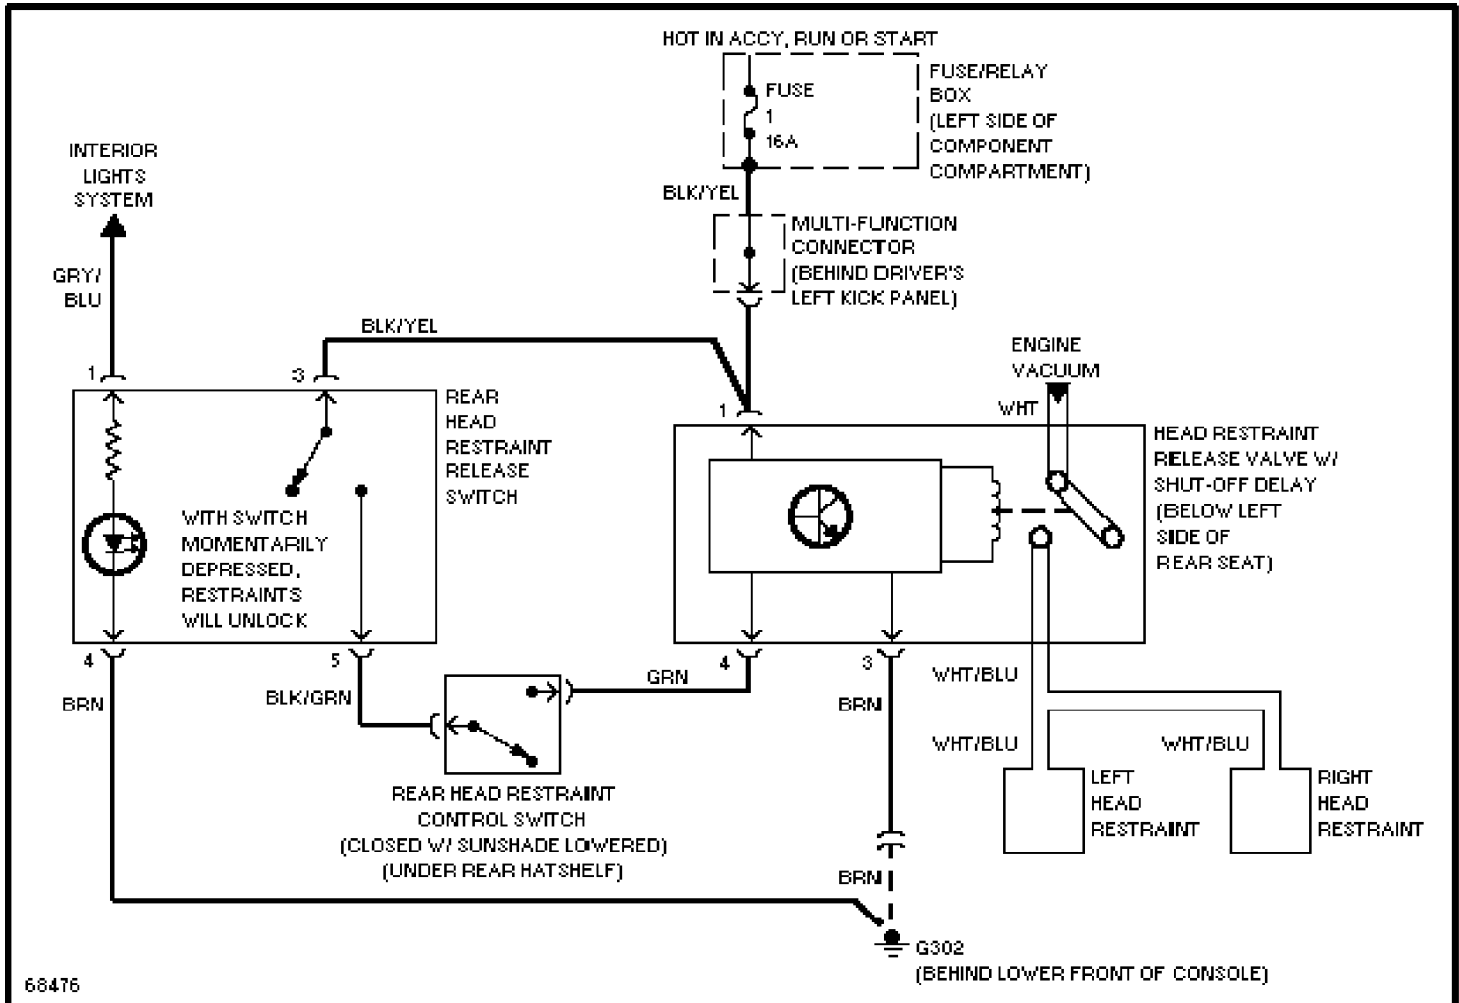 HOT IN ACCY, RUN OR START
FUSE
1
16A
FUSE/RELAY
BOX
(LEFT SIDE OF
COMPONENT
COMPARTMENT)
INTERIOR
LIGHTS
SYSTEM
BLK/YEL
MULTI-FUNCTION
CONNECTOR
(BEHIND DRIVER'S
LEFT KICK PANEL)
GRY/
BLU
BLK/YEL
ENGINE
VACUUM
WHT
1
3
1
REAR
HEAD
RESTRAINT
RELEASE
SWITCH
HEAD RESTRAINT
RELEASE VALVE W/
SHUT-OFF DELAY
(BELOW LEFT
SIDE OF
REAR SEAT)
WITH SWITCH
MOMENTARILY
DEPRESSED,
RESTRAINTS
WILL UNLOCK
4
5
4
3
BRN
BLK/GRN
GRN
BRN
WHT/BLU
WHT/BLU
WHT/BLU
LEFT
HEAD
RESTRAINT
RIGHT
HEAD
RESTRAINT
REAR HEAD RESTRAINT
CONTROL SWITCH
(CLOSED W/ SUNSHADE LOWERED)
(UNDER REAR HATSHELF)
BRN
G302
(BEHIND LOWER FRONT OF CONSOLE)
68476